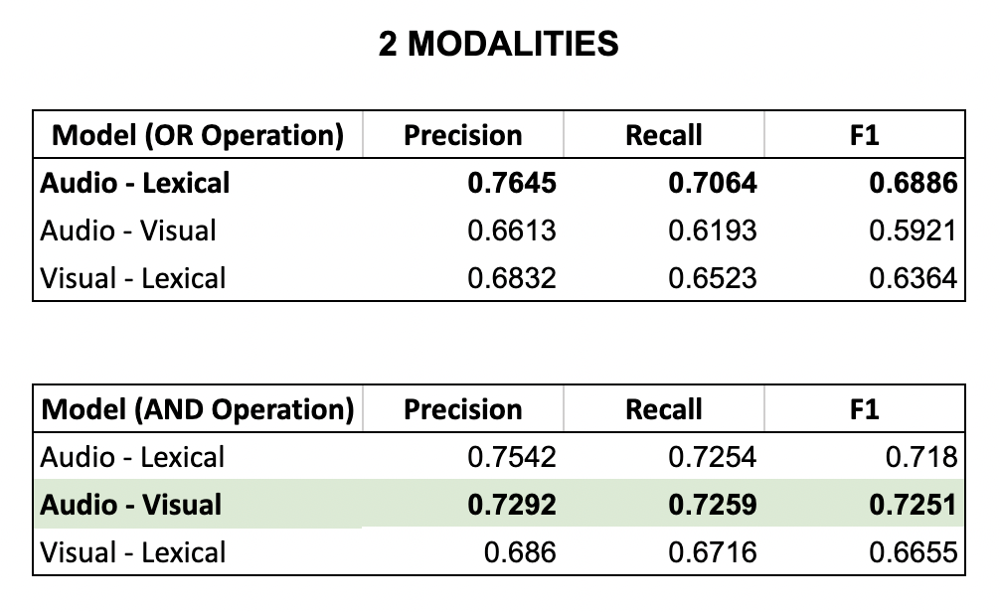 2 MODALITIES
Model (OR Operation) Precision Recall F1
Audio - Lexical 0.7645 0.7064 0.6886
Audio - Visual 0.6613 0.6193 0.5921
Visual - Lexical 0.6832 0.6523 0.6364
Model (AND Operation) Precision Recall F1
Audio - Lexical 0.7542 0.7254 0.718
Audio - Visual 0.7292 0.7259 0.7251
Visual - Lexical 0.686 0.6716 0.6655